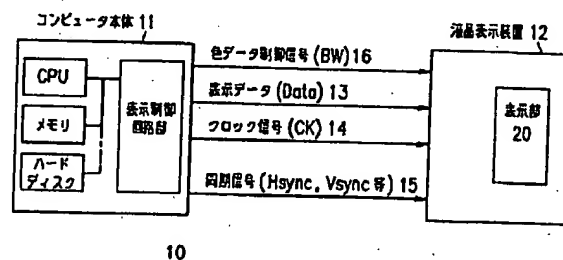 コンピュータ本体 11
CPU
メモリ
ハード
ディスク
表示制御
回路部
色データ制御信号 (BW) 16
表示データ (Data) 13
クロック信号 (CK) 14
同期信号 (Hsync, Vsync 等) 15
液晶表示装置 12
表示部
20
10